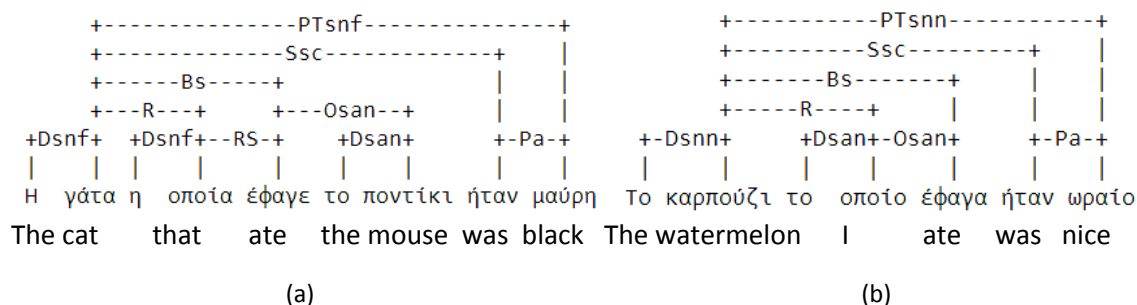 +--------------PTsnf--------------+ +-------------PTsnn-----------+
+-------------Ssc------------+ | +-----------Ssc---------+ |
+------Bs-----+ | | +--------Bs-------+ | |
+---R---+ +---Osan---+ | | +------R-----+ | | |
+Dsnf+ +Dsnf+--RS-+ +Dsan+ +-Pa-+ +-Dsnn-+ +Dsan+-Osan-+ +-Pa-+
| | | | | | | | | | | | | | | |
Η γάτα η οποία έφαγε το ποντίκι ήταν μαύρη Το καρπούζι το οποίο έφαγα ήταν ωραίο
The cat that ate the mouse was black The watermelon I ate was nice
(a) (b)